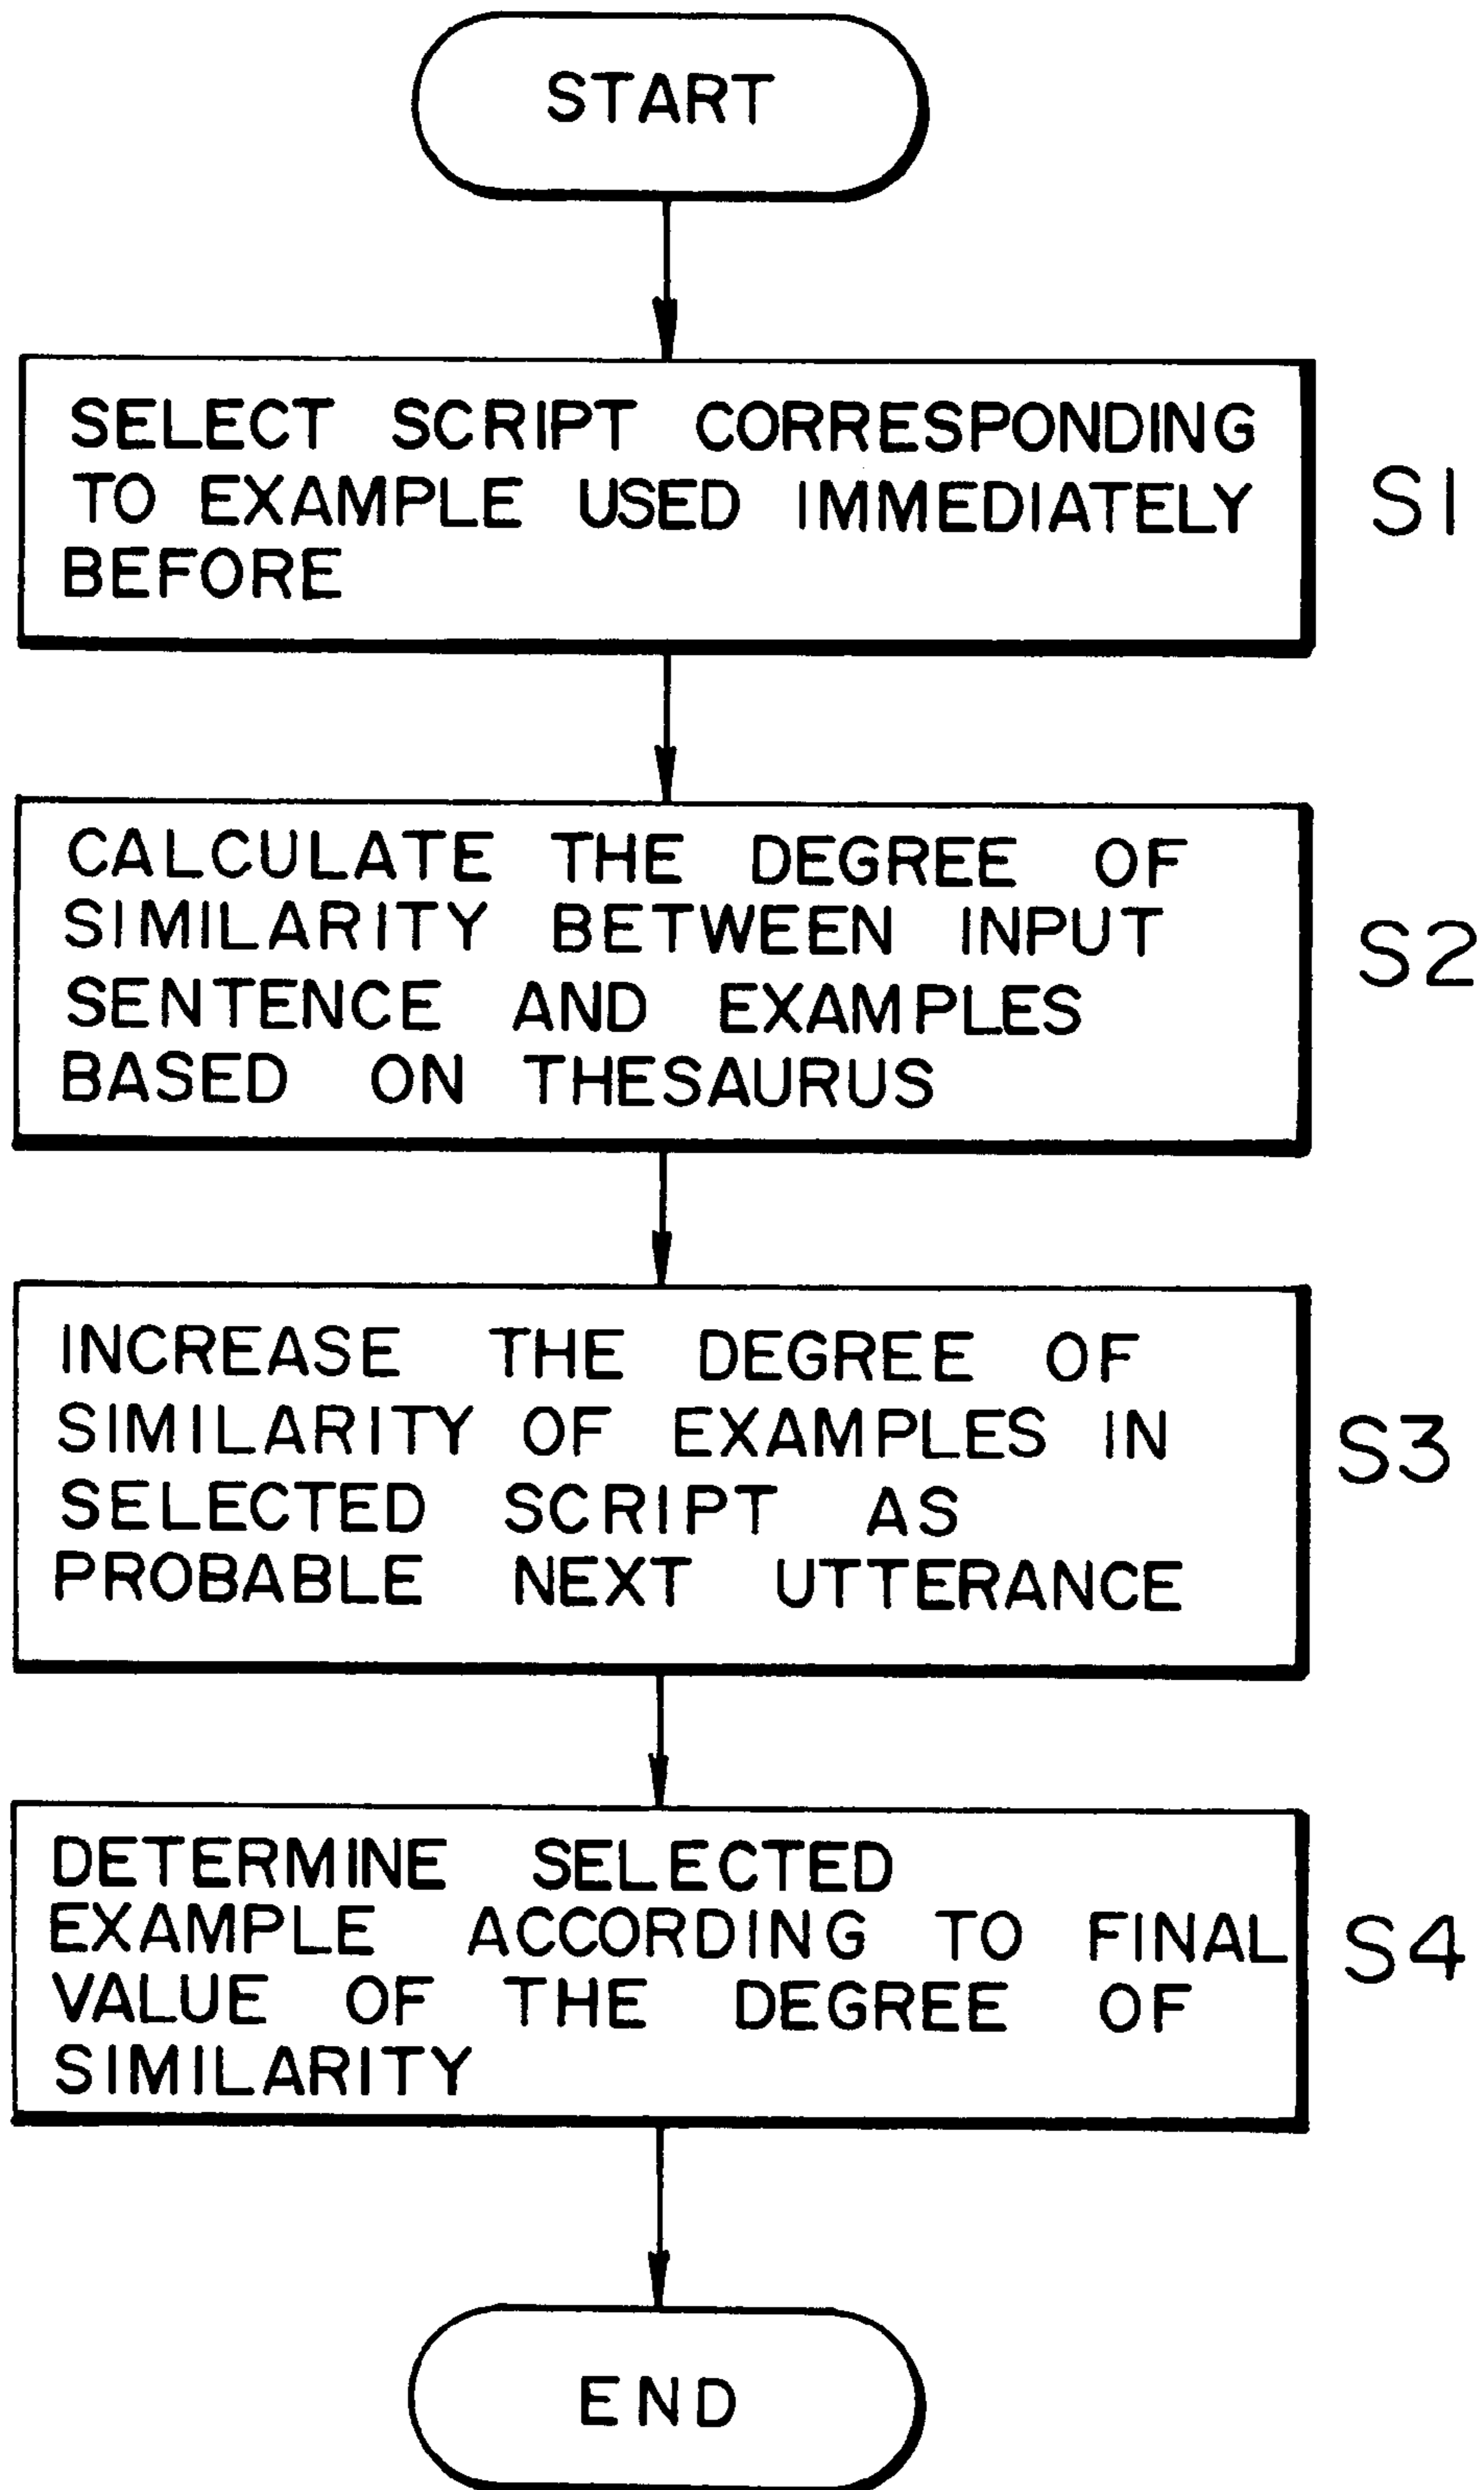 START
SELECT SCRIPT CORRESPONDING
TO EXAMPLE USED IMMEDIATELY
BEFORE
S1
CALCULATE THE DEGREE OF
SIMILARITY BETWEEN INPUT
SENTENCE AND EXAMPLES
BASED ON THESAURUS
S2
INCREASE THE DEGREE OF
SIMILARITY OF EXAMPLES IN
SELECTED SCRIPT AS
PROBABLE NEXT UTTERANCE
S3
DETERMINE SELECTED
EXAMPLE ACCORDING TO FINAL
VALUE OF THE DEGREE OF
SIMILARITY
S4
END